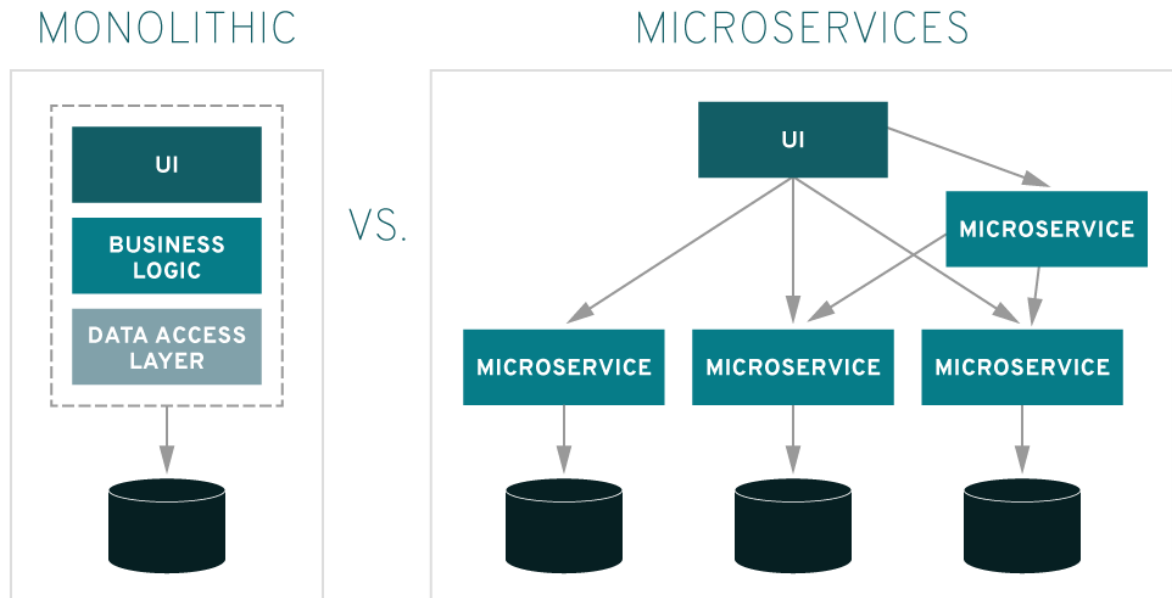 MONOLITHIC
UI
BUSINESS
LOGIC
DATA ACCESS
LAYER
VS.
MICROSERVICES
UI
MICROSERVICE
MICROSERVICE
MICROSERVICE
MICROSERVICE